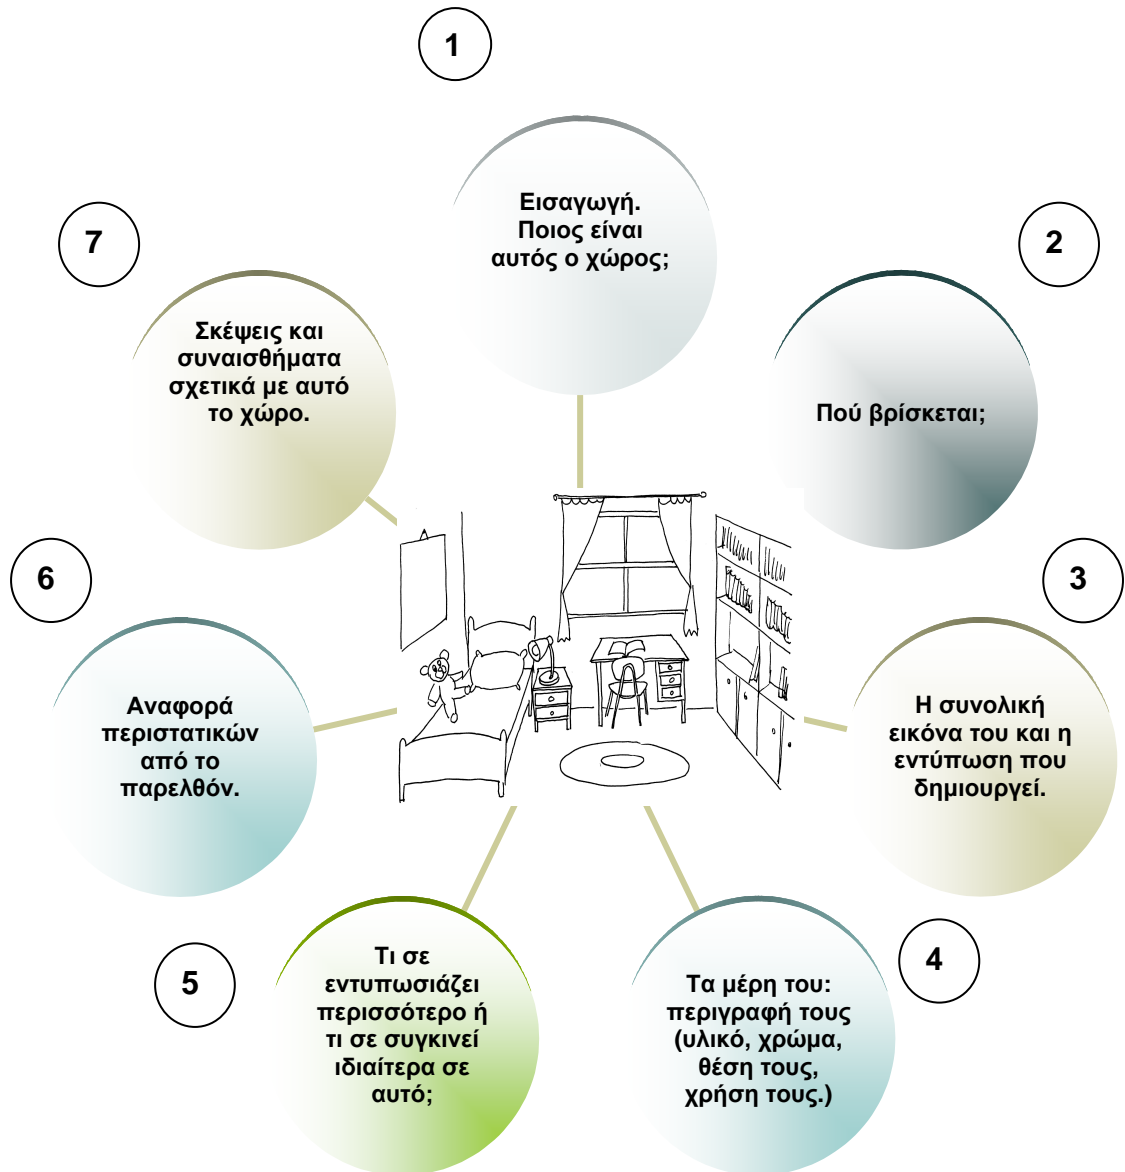 1
Εισαγωγή.
Ποιος είναι
αυτός ο χώρος;
2
Πού βρίσκεται;
3
Η συνολική
εικόνα του και η
εντύπωση που
δημιουργεί.
4
Τα μέρη του:
περιγραφή τους
(υλικό, χρώμα,
θέση τους,
χρήση τους.)
5
Τι σε
εντυπωσιάζει
περισσότερο ή
τι σε συγκινεί
ιδιαίτερα σε
αυτό;
6
Αναφορά
περιστατικών
από το
παρελθόν.
7
Σκέψεις και
συναισθήματα
σχετικά με αυτό
το χώρο.